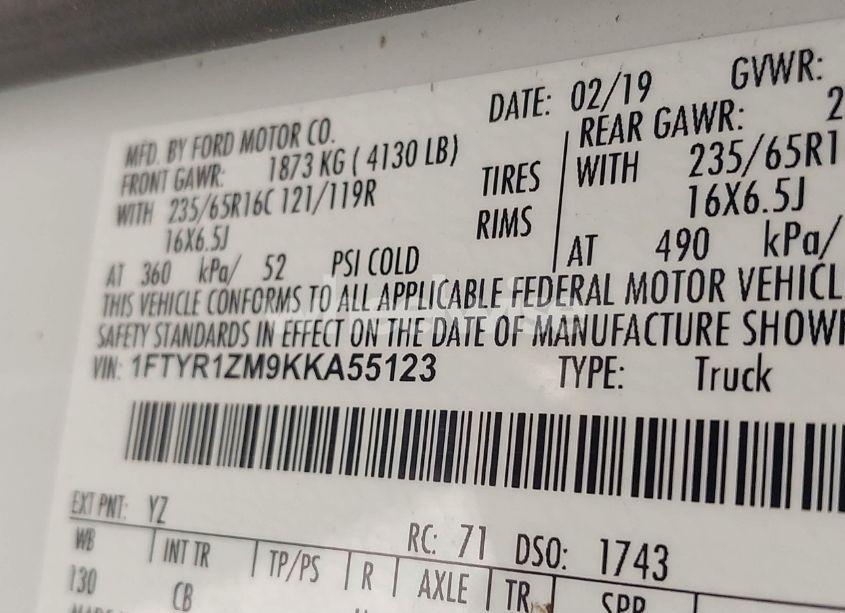 MFD. BY FORD MOTOR CO. DATE: 02/19 GVWR:
FRONT GAWR: 1873 KG ( 4130 LB) REAR GAWR: 2
WITH 235/65R16C 121/119R TIRES WITH 235/65R1
16X6.5J RIMS 16X6.5J
AT 360 kPa/ 52 PSI COLD AT 490 kPa/
THIS VEHICLE CONFORMS TO ALL APPLICABLE FEDERAL MOTOR VEHICL
SAFETY STANDARDS IN EFFECT ON THE DATE OF MANUFACTURE SHOW
VIN: 1FTYR1ZM9KKA55123 TYPE: Truck
EXT PNT: YZ RC: 71 DSO: 1743
WB INT TR TP/PS R AXLE TR SPR
130 CB